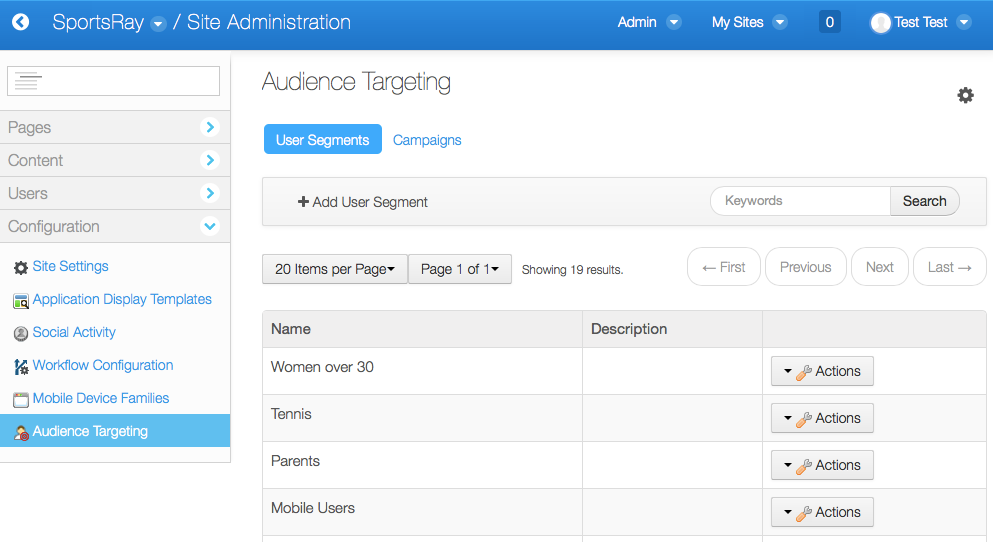 SportsRay / Site Administration
Admin My Sites 0 Test Test
Audience Targeting
User Segments Campaigns
Pages
Content
Users
Configuration
Site Settings
Application Display Templates
Social Activity
Workflow Configuration
Mobile Device Families
Audience Targeting
+ Add User Segment Keywords Search
20 Items per Page Page 1 of 1 Showing 19 results. ← First Previous Next Last →
Name Description
Women over 30 Actions
Tennis Actions
Parents Actions
Mobile Users Actions